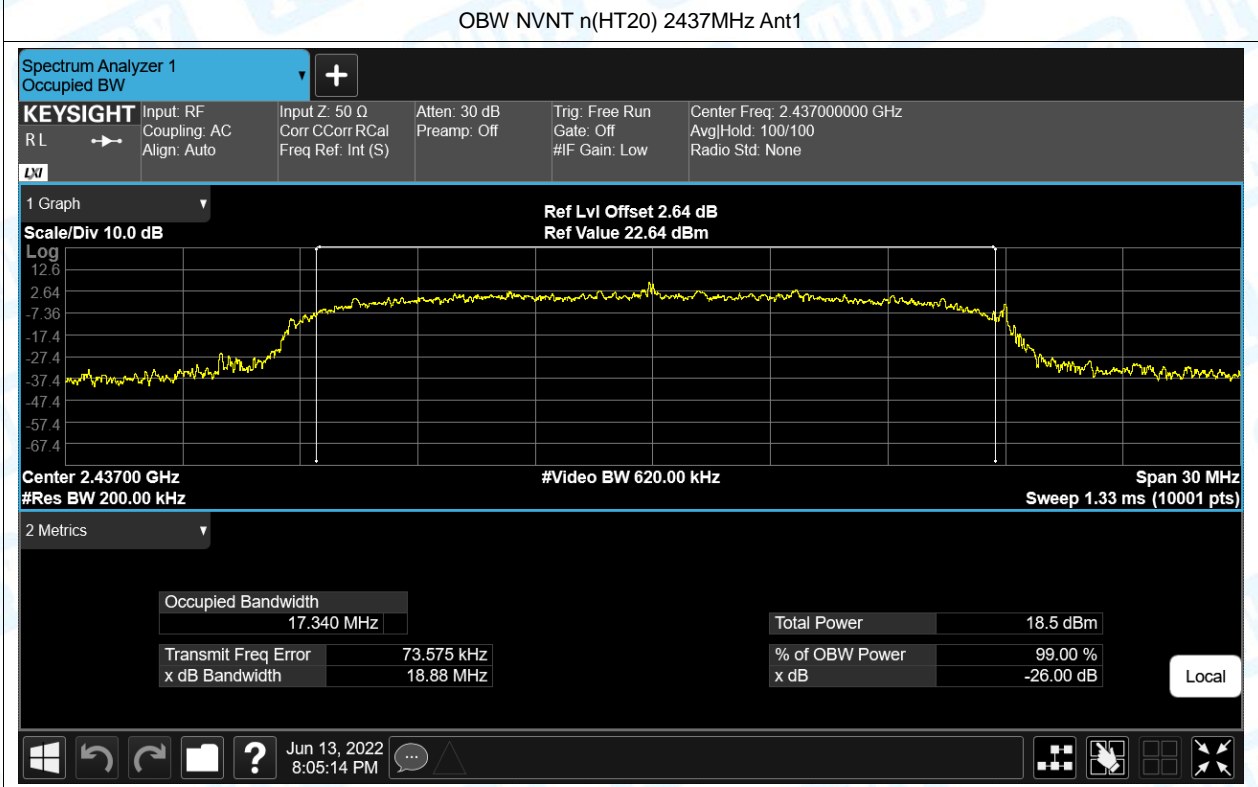 OBW NVNT n(HT20) 2437MHz Ant1
Spectrum Analyzer 1
Occupied BW
+
KEYSIGHT
R L
LXI
Input: RF
Coupling: AC
Align: Auto
Input Z: 50 Ω
Corr CCorr RCal
Freq Ref: Int (S)
Atten: 30 dB
Preamp: Off
Trig: Free Run
Gate: Off
#IF Gain: Low
Center Freq: 2.437000000 GHz
Avg|Hold: 100/100
Radio Std: None
1 Graph
Ref Lvl Offset 2.64 dB
Scale/Div 10.0 dB
Ref Value 22.64 dBm
Log
12.6
2.64
-7.36
-17.4
-27.4
-37.4
-47.4
-57.4
-67.4
Center 2.43700 GHz
#Video BW 620.00 kHz
Span 30 MHz
#Res BW 200.00 kHz
Sweep 1.33 ms (10001 pts)
2 Metrics
Occupied Bandwidth
17.340 MHz
Total Power 18.5 dBm
Transmit Freq Error 73.575 kHz
% of OBW Power 99.00 %
x dB Bandwidth 18.88 MHz
x dB -26.00 dB
Local
?
Jun 13, 2022
8:05:14 PM
TOBY